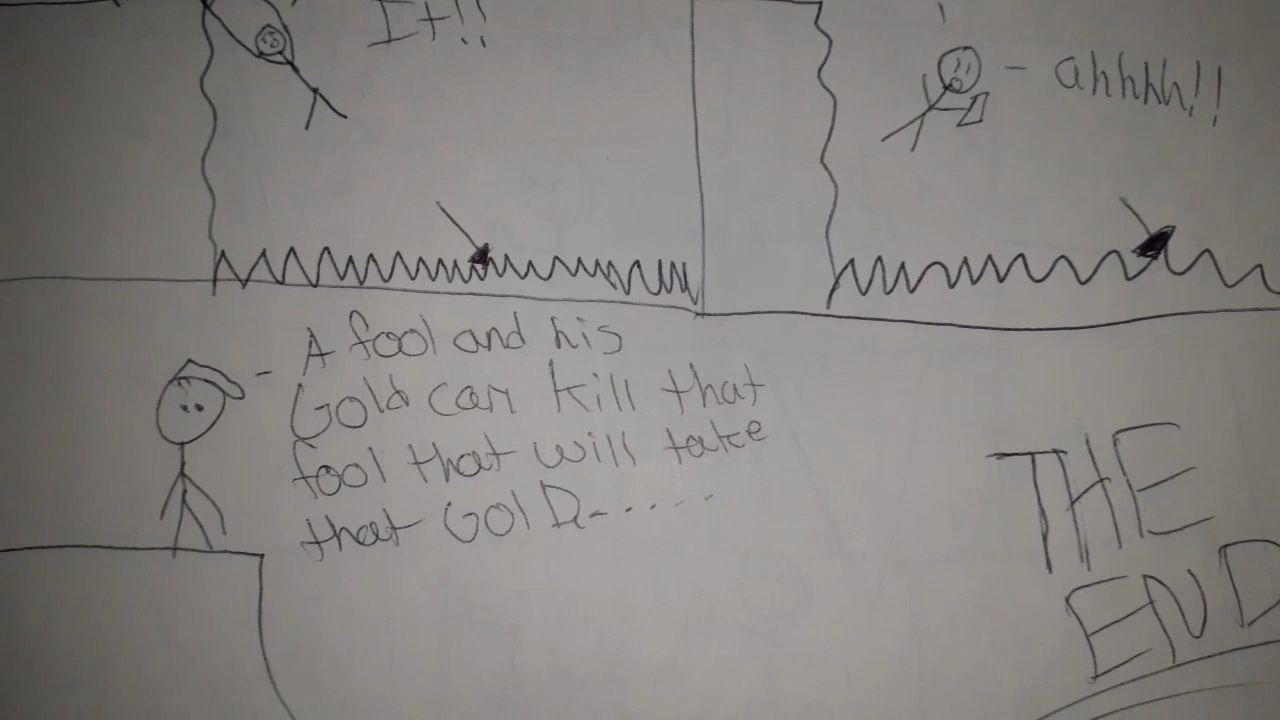 It!!
- ahhhh!!
- A fool and his
Gold can kill that
fool that will take
that GolD-.....
THE
END